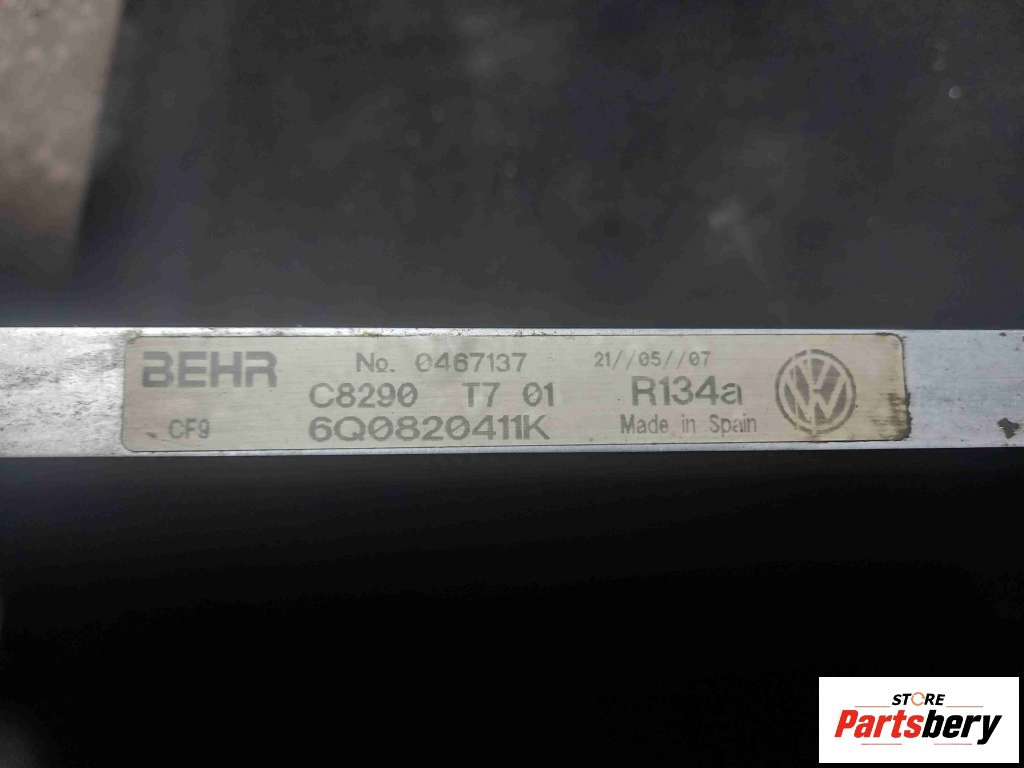 BEHR No. 0467137 21//05//07
C8290 T7 01 R134a
CF9 6Q0820411K Made in Spain
STORE
Partsbery